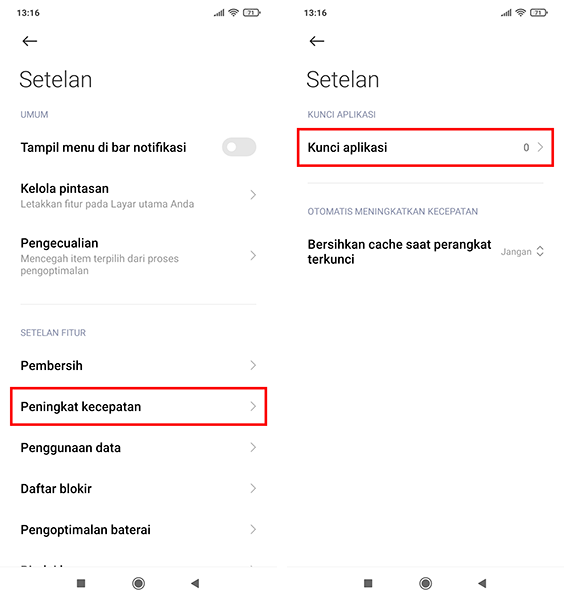 13:16
71
Setelan
UMUM
Tampil menu di bar notifikasi
Kelola pintasan
Letakkan fitur pada Layar utama Anda
Pengecualian
Mencegah item terpilih dari proses
pengoptimalan
SETELAN FITUR
Pembersih
Peningkat kecepatan
Penggunaan data
Daftar blokir
Pengoptimalan baterai
13:16
71
Setelan
KUNCI APLIKASI
Kunci aplikasi 0
OTOMATIS MENINGKATKAN KECEPATAN
Bersihkan cache saat perangkat
terkunci
Jangan